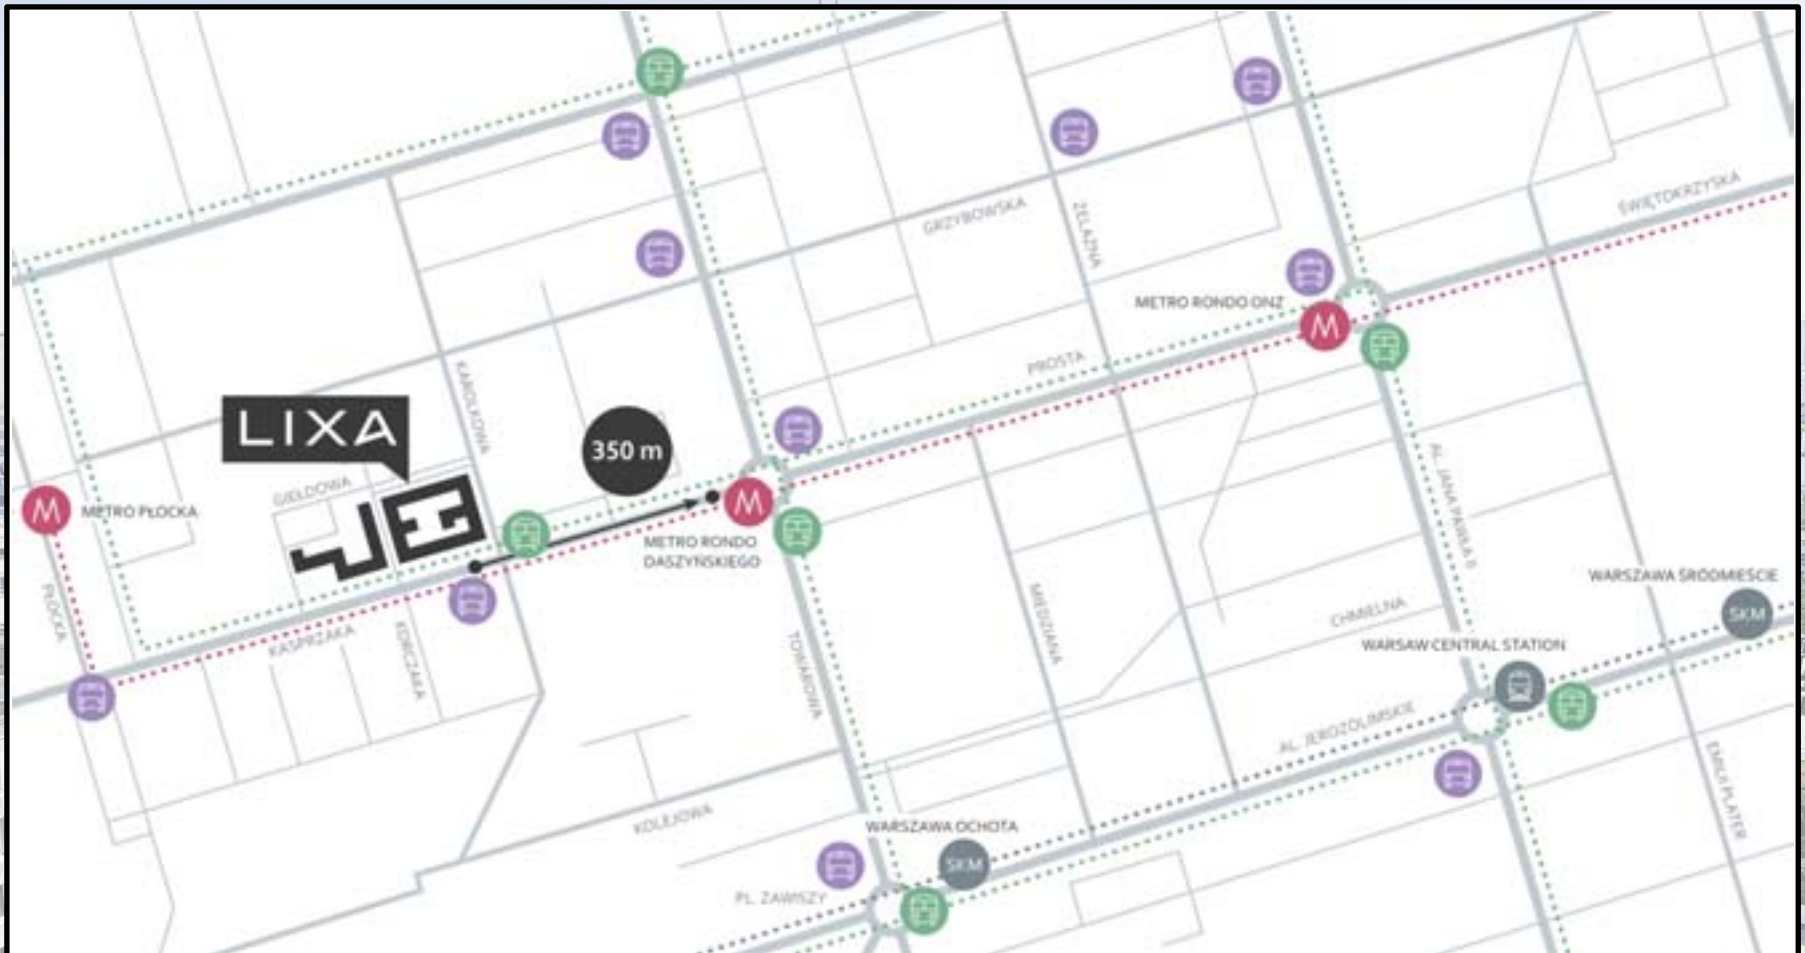 ŚWIĘTOKRZYSKA
GRZYBOWSKA
ŻELAZNA
METRO RONDO ONZ
M
PROSTA
KAROLKOWA
LIXA
350 m
AL. JANA PAWŁA II
GIEŁDOWA
M
METRO PŁOCKA
M
METRO RONDO
DASZYŃSKIEGO
PŁOCKA
KASPRZAKA
KORCZAKA
TOWAROWA
MIEDZIANA
CHMIELNA
WARSZAWA ŚRÓDMIEŚCIE
SKM
WARSAW CENTRAL STATION
AL. JEROZOLIMSKIE
EMILII PLATER
KOLEJOWA
WARSZAWA OCHOTA
SKM
PL. ZAWISZY